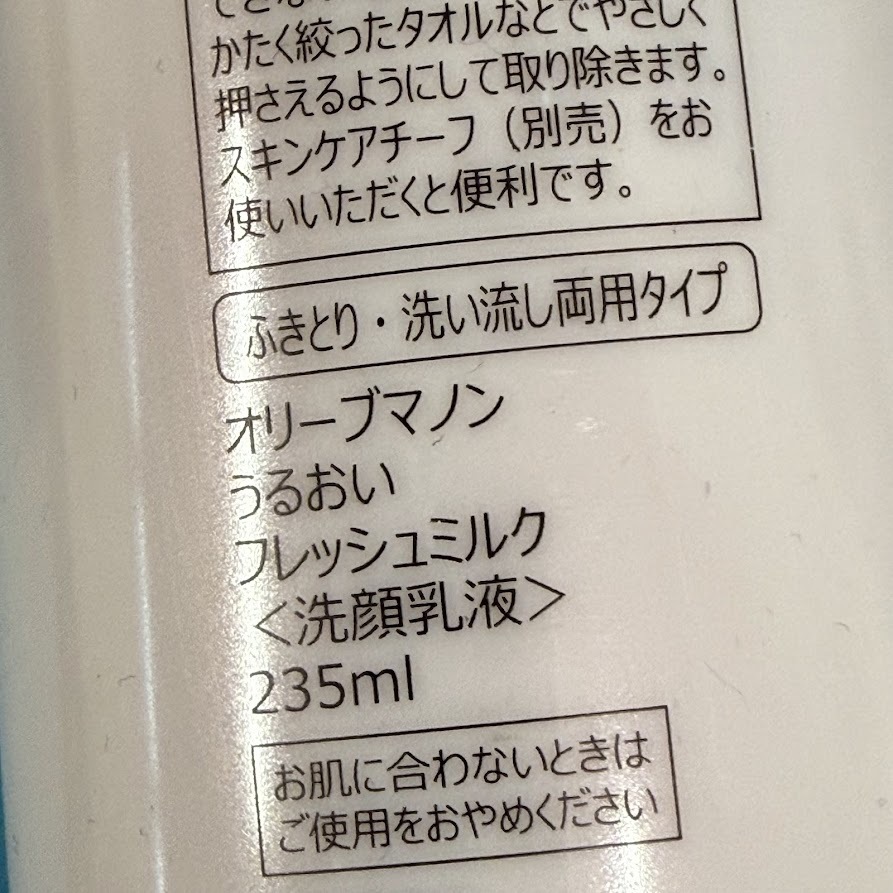 かたく絞ったタオルなどでやさしく
押さえるようにして取り除きます。
スキンケアチーフ（別売）をお
使いいただくと便利です。
ふきとり・洗い流し両用タイプ
オリーブマノン
うるおい
フレッシュミルク
＜洗顔乳液＞
235ml
お肌に合わないときは
ご使用をおやめください